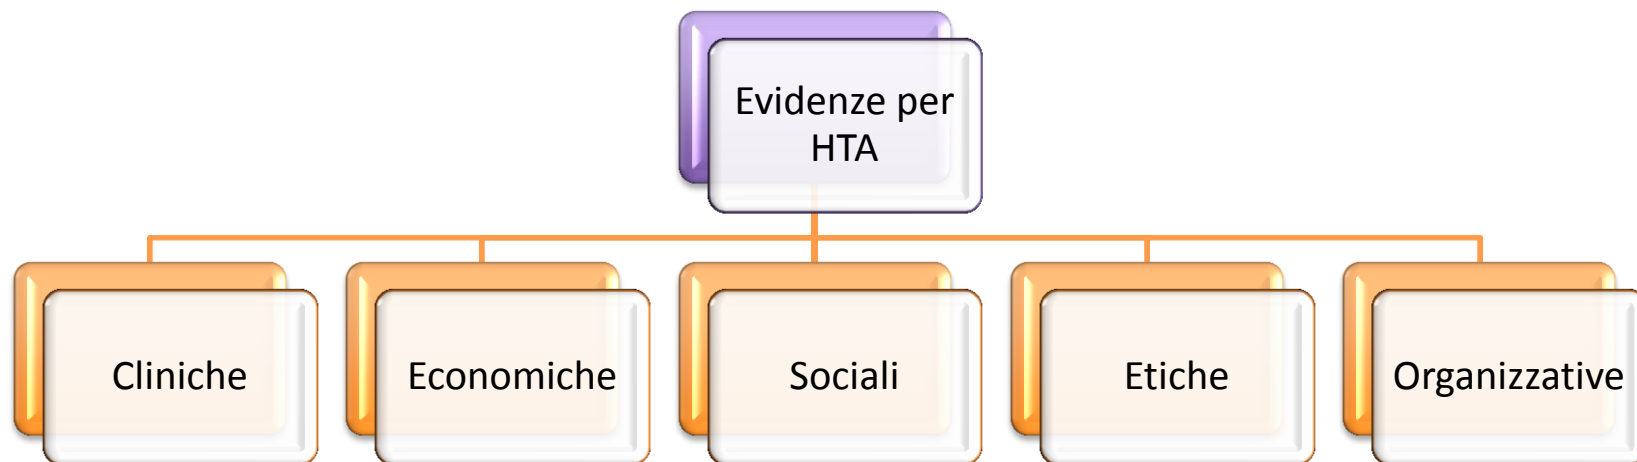 Evidenze per
HTA
Cliniche
Economiche
Sociali
Etiche
Organizzative